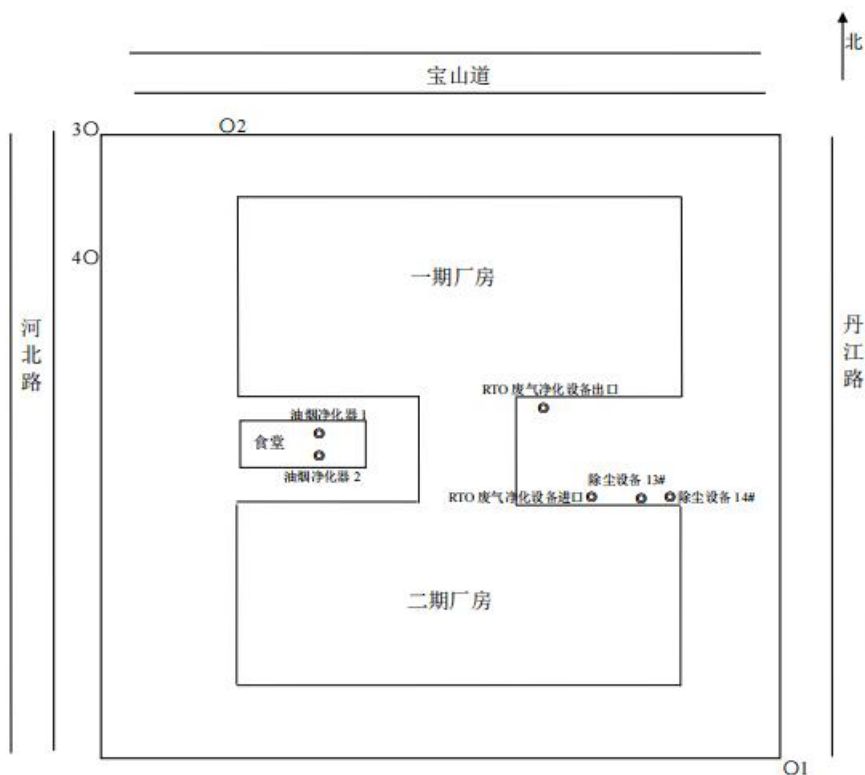 北
宝山道
3○
○2
4○
一期厂房
河北路
丹江路
RTO 废气净化设备出口
油烟净化器 1
食堂
油烟净化器 2
除尘设备 13#
RTO 废气净化设备进口
除尘设备 14#
二期厂房
○1